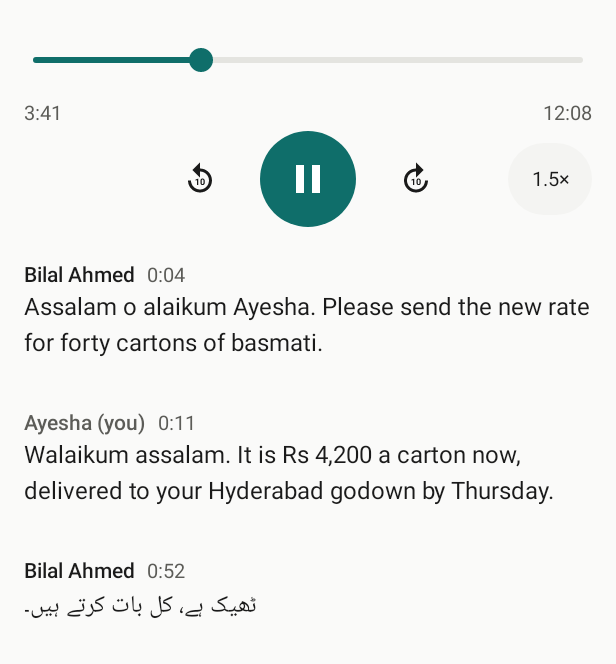 3:41
12:08
10
10
1.5×
Bilal Ahmed 0:04
Assalam o alaikum Ayesha. Please send the new rate
for forty cartons of basmati.
Ayesha (you) 0:11
Walaikum assalam. It is Rs 4,200 a carton now,
delivered to your Hyderabad godown by Thursday.
Bilal Ahmed 0:52
ٹھیک ہے، کل بات کرتے ہیں۔